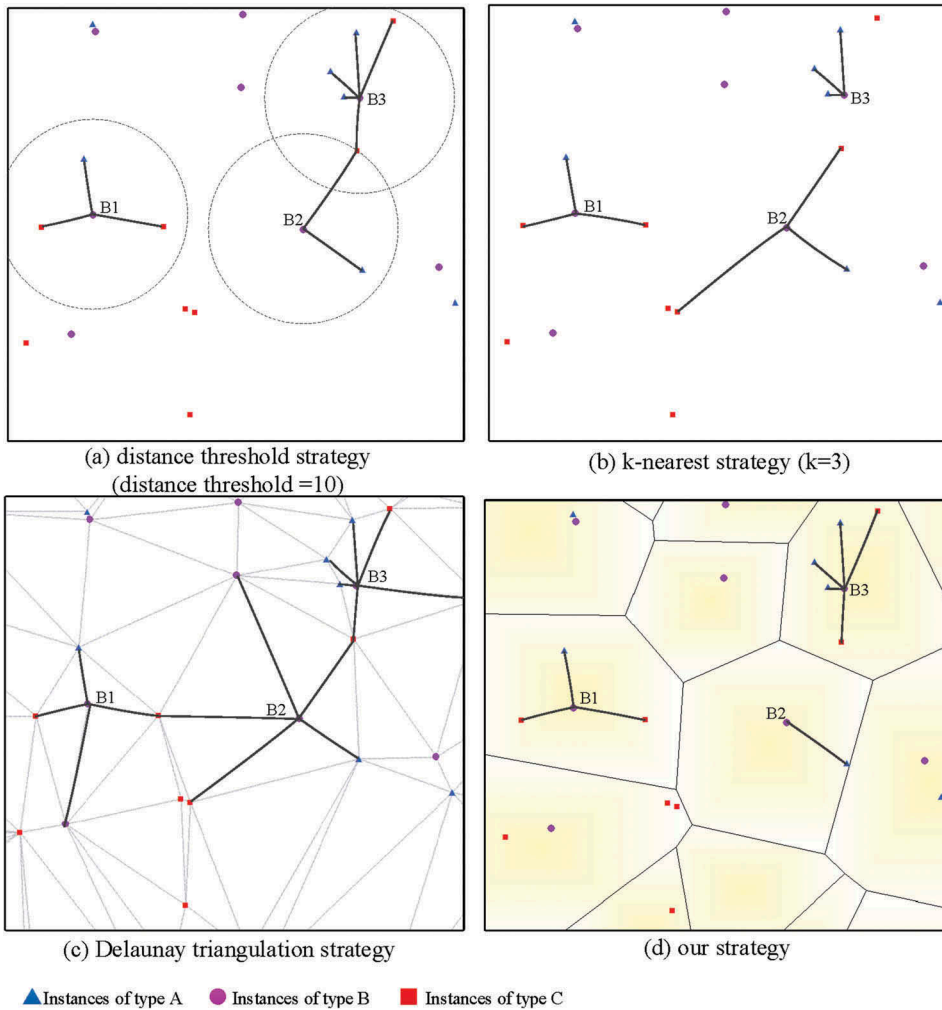 B3
B1
B2
(a) distance threshold strategy
(distance threshold =10)
B3
B1
B2
(b) k-nearest strategy (k=3)
B3
B1
B2
(c) Delaunay triangulation strategy
B3
B1
B2
(d) our strategy
Instances of type A
Instances of type B
Instances of type C